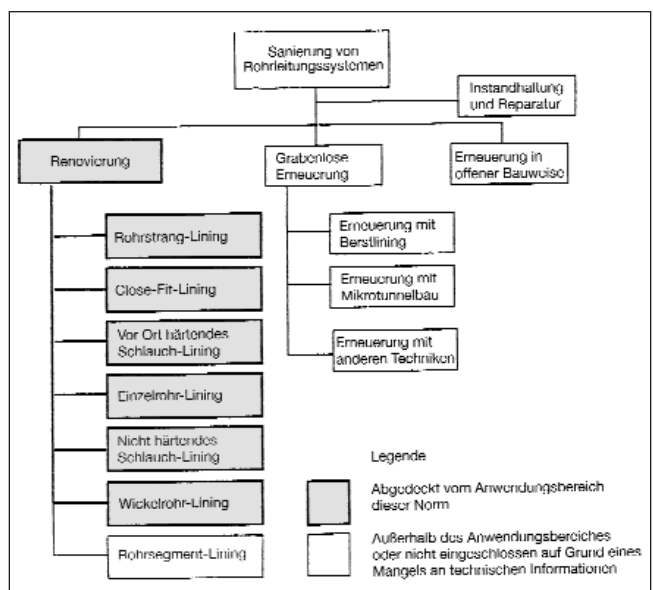 Sanierung von
Rohrleitungssystemen
Instandhaltung
und Reparatur
Renovierung
Grabenlose
Erneuerung
Erneuerung in
offener Bauweise
Rohrstrang-Lining
Close-Fit-Lining
Vor Ort härtendes
Schlauch-Lining
Einzelrohr-Lining
Nicht härtendes
Schlauch-Lining
Wickelrohr-Lining
Rohrsegment-Lining
Erneuerung mit
Berstlining
Erneuerung mit
Mikrotunnelbau
Erneuerung mit
anderen Techniken
Legende
Abgedeckt vom Anwendungsbereich
dieser Norm
Außerhalb des Anwendungsbereiches
oder nicht eingeschlossen auf Grund eines
Mangels an technischen Informationen